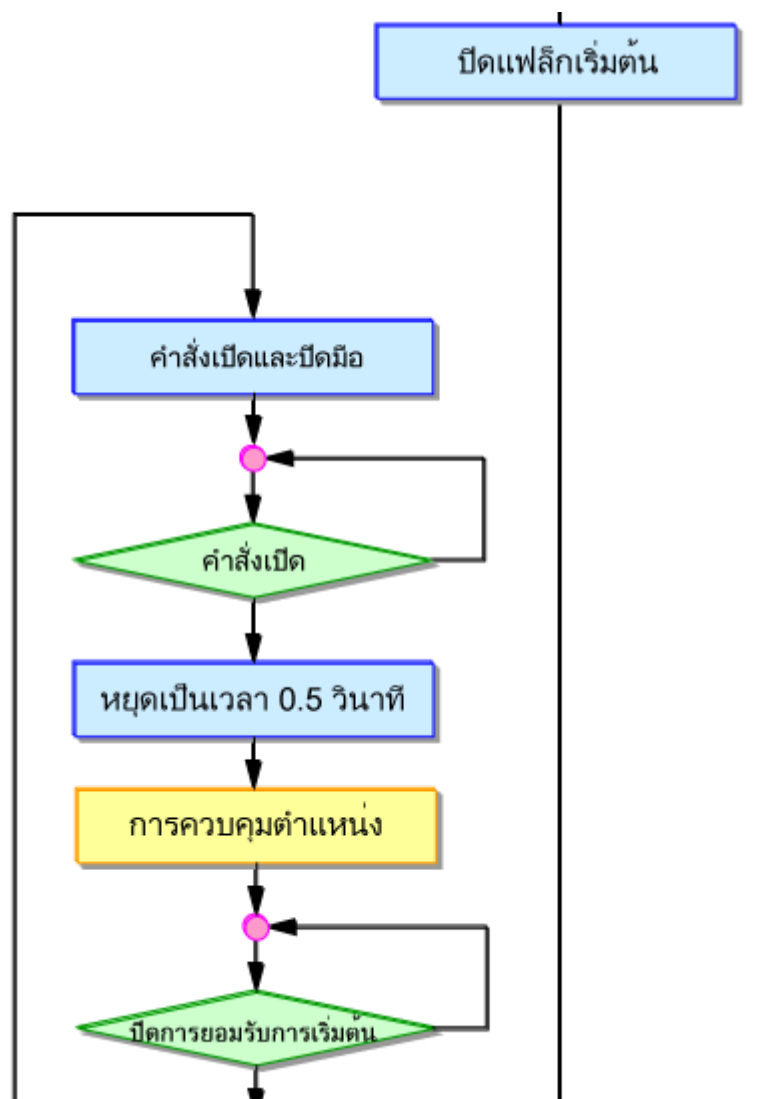 ปิดแฟล็กเริ่มต้น
คำสั่งเปิดและปิดมือ
คำสั่งเปิด
หยุดเป็นเวลา 0.5 วินาที
การควบคุมตำแหน่ง
ปิดการยอมรับการเริ่มต้น